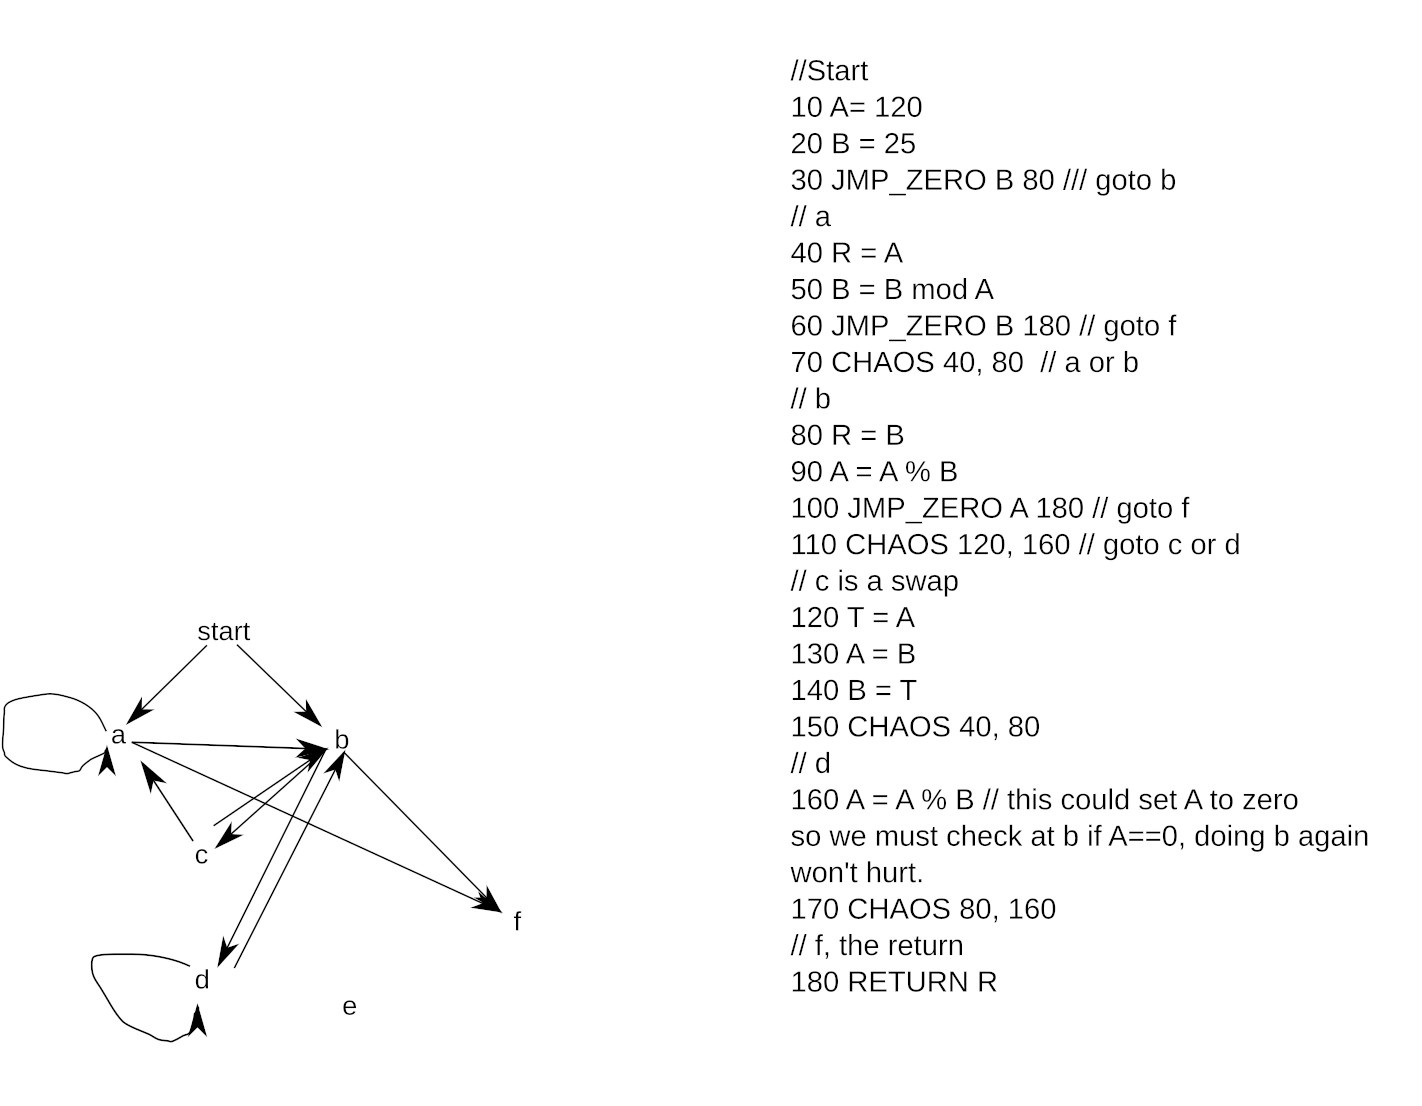 //Start
10 A= 120
20 B = 25
30 JMP_ZERO B 80 /// goto b
// a
40 R = A
50 B = B mod A
60 JMP_ZERO B 180 // goto f
70 CHAOS 40, 80  // a or b
// b
80 R = B
90 A = A % B
100 JMP_ZERO A 180 // goto f
110 CHAOS 120, 160 // goto c or d
// c is a swap
120 T = A
130 A = B
140 B = T
150 CHAOS 40, 80
// d
160 A = A % B // this could set A to zero
so we must check at b if A==0, doing b again
won't hurt.
170 CHAOS 80, 160
// f, the return
180 RETURN R
start
a
b
c
f
d
e